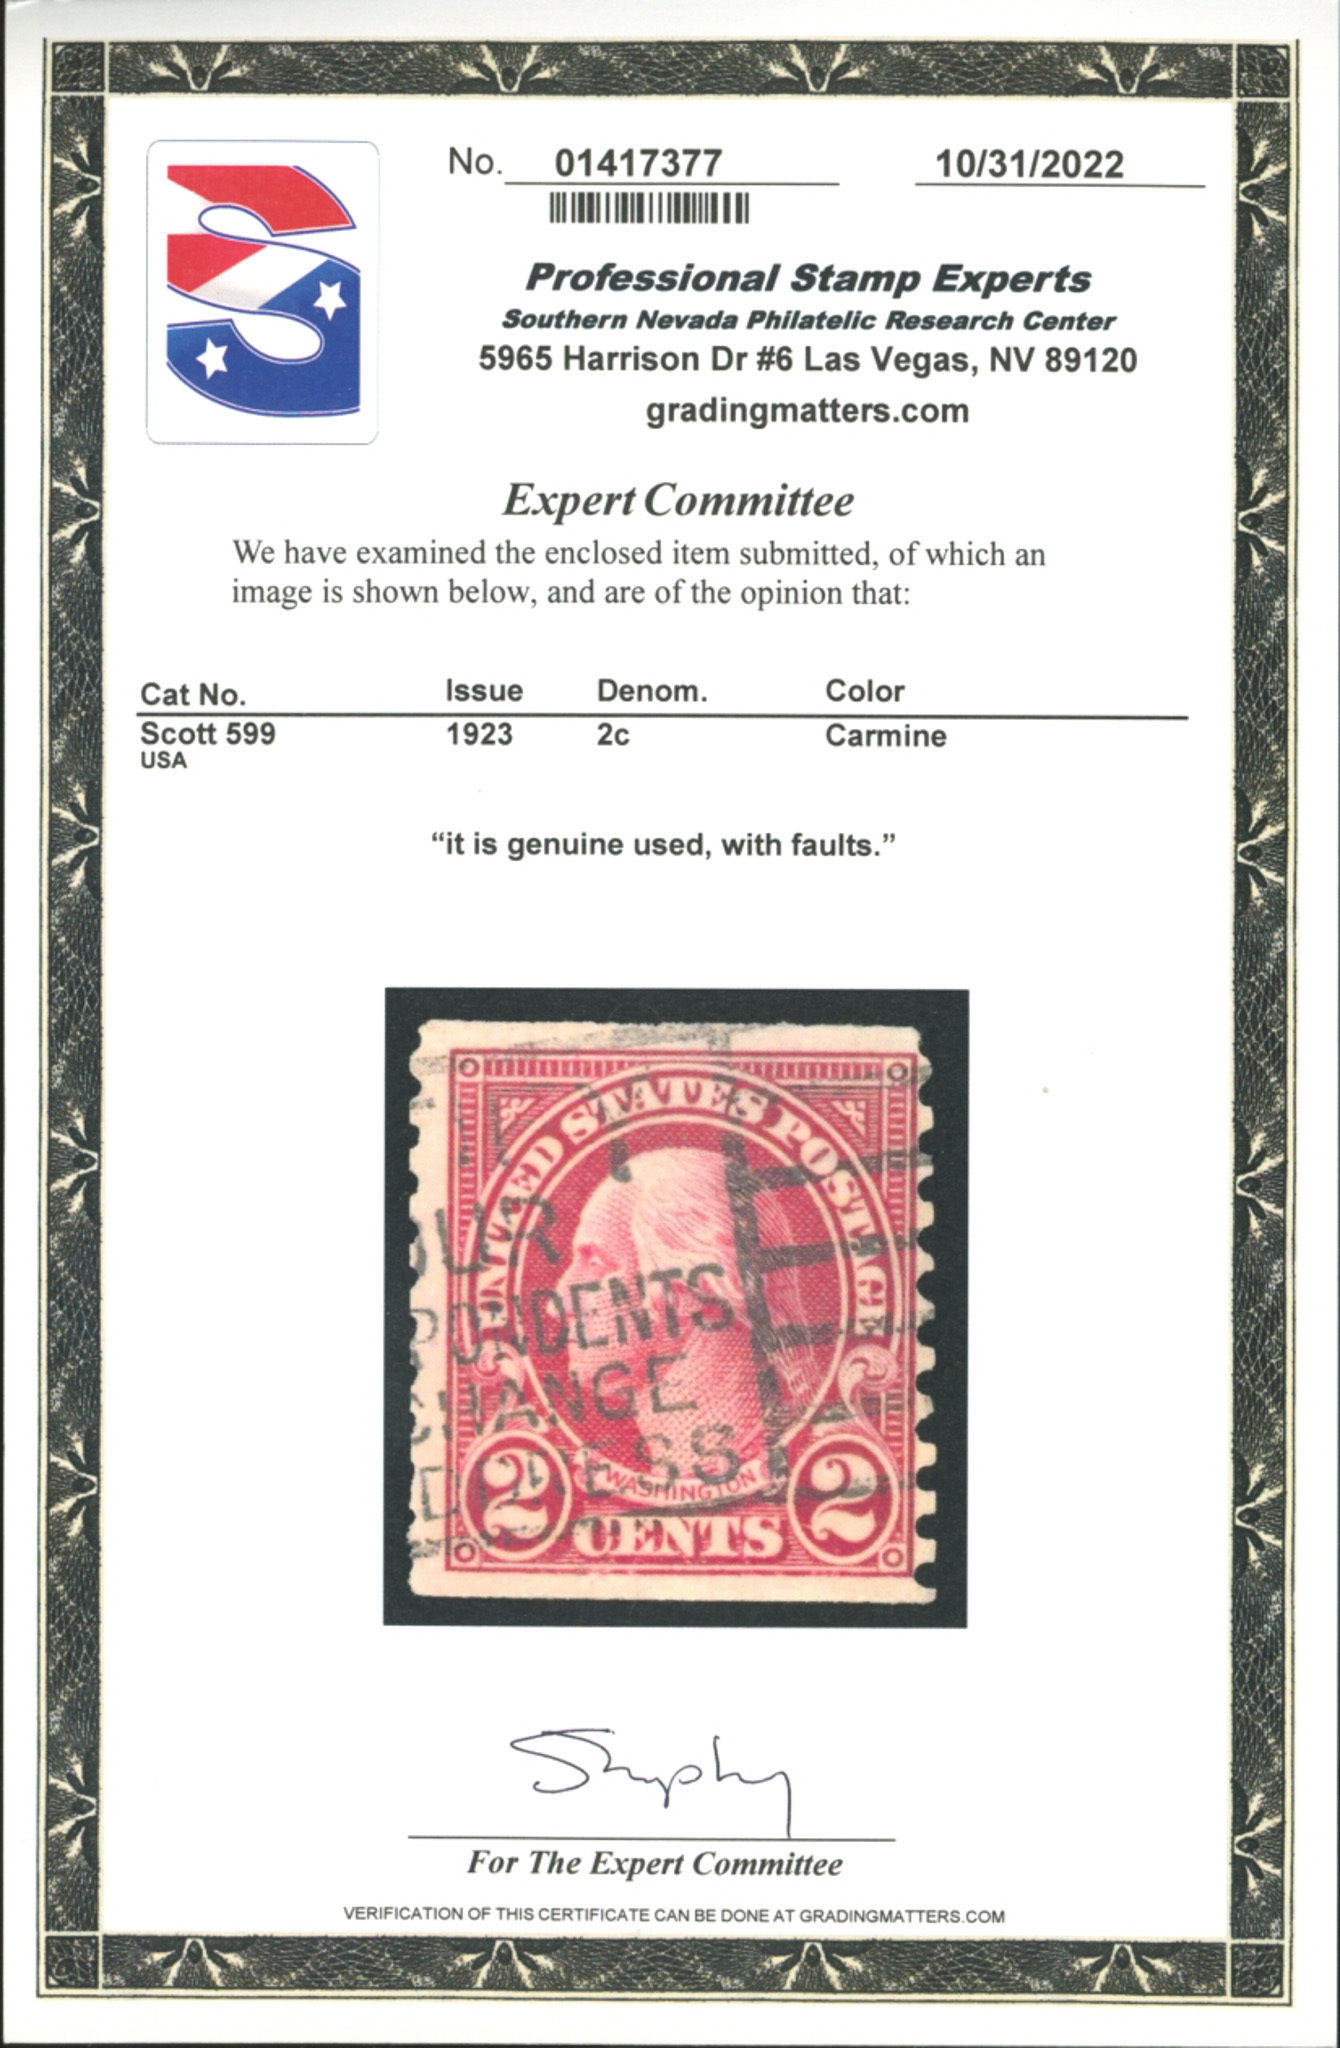 No. 01417377 10/31/2022
Professional Stamp Experts
Southern Nevada Philatelic Research Center
5965 Harrison Dr #6 Las Vegas, NV 89120
gradingmatters.com
Expert Committee
We have examined the enclosed item submitted, of which an
image is shown below, and are of the opinion that:
Cat No. Issue Denom. Color
Scott 599 1923 2c Carmine
USA
“it is genuine used, with faults.”
UNITED STATES POSTAGE
OUR
PONDENTS
CHANGE
DDRESS
WASHINGTON
2 CENTS 2
For The Expert Committee
VERIFICATION OF THIS CERTIFICATE CAN BE DONE AT GRADINGMATTERS.COM